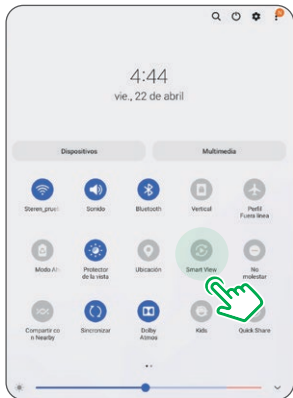 4:44
vie., 22 de abril
Dispositivos Multimedia
Steren_prue Sonido Bluetooth Vertical Perfil
Fuera línea
Modo Protector
de la vista Ubicación Smart View No
molestar
Compartir co
n Nearby Sincronizar Dolby
Atmos Kids Quick Share